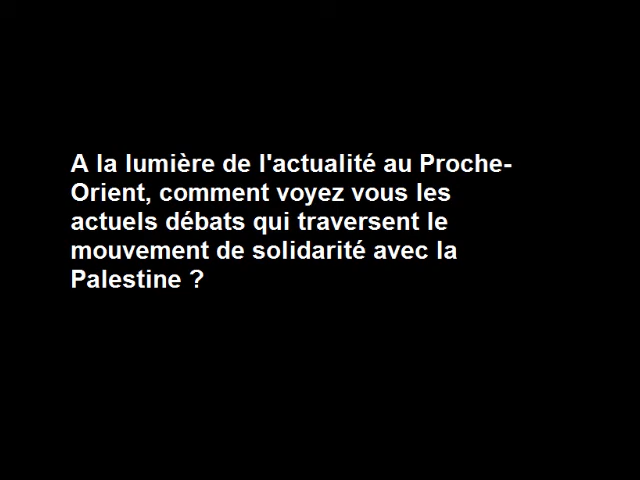 A la lumière de l'actualité au Proche-
Orient, comment voyez vous les
actuels débats qui traversent le
mouvement de solidarité avec la
Palestine ?